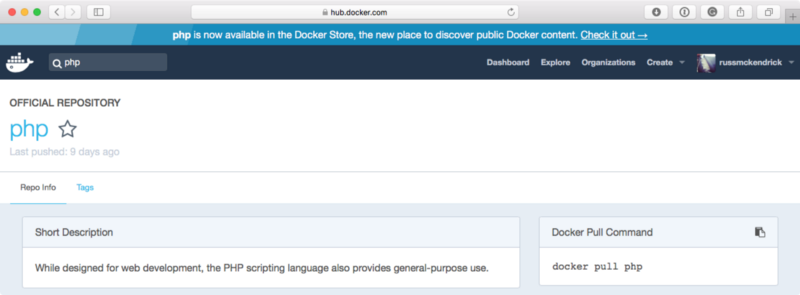 hub.docker.com
php is now available in the Docker Store, the new place to discover public Docker content. Check it out →
php
Dashboard Explore Organizations Create russmckendrick
OFFICIAL REPOSITORY
php
Last pushed: 9 days ago
Repo Info Tags
Short Description
While designed for web development, the PHP scripting language also provides general-purpose use.
Docker Pull Command
docker pull php